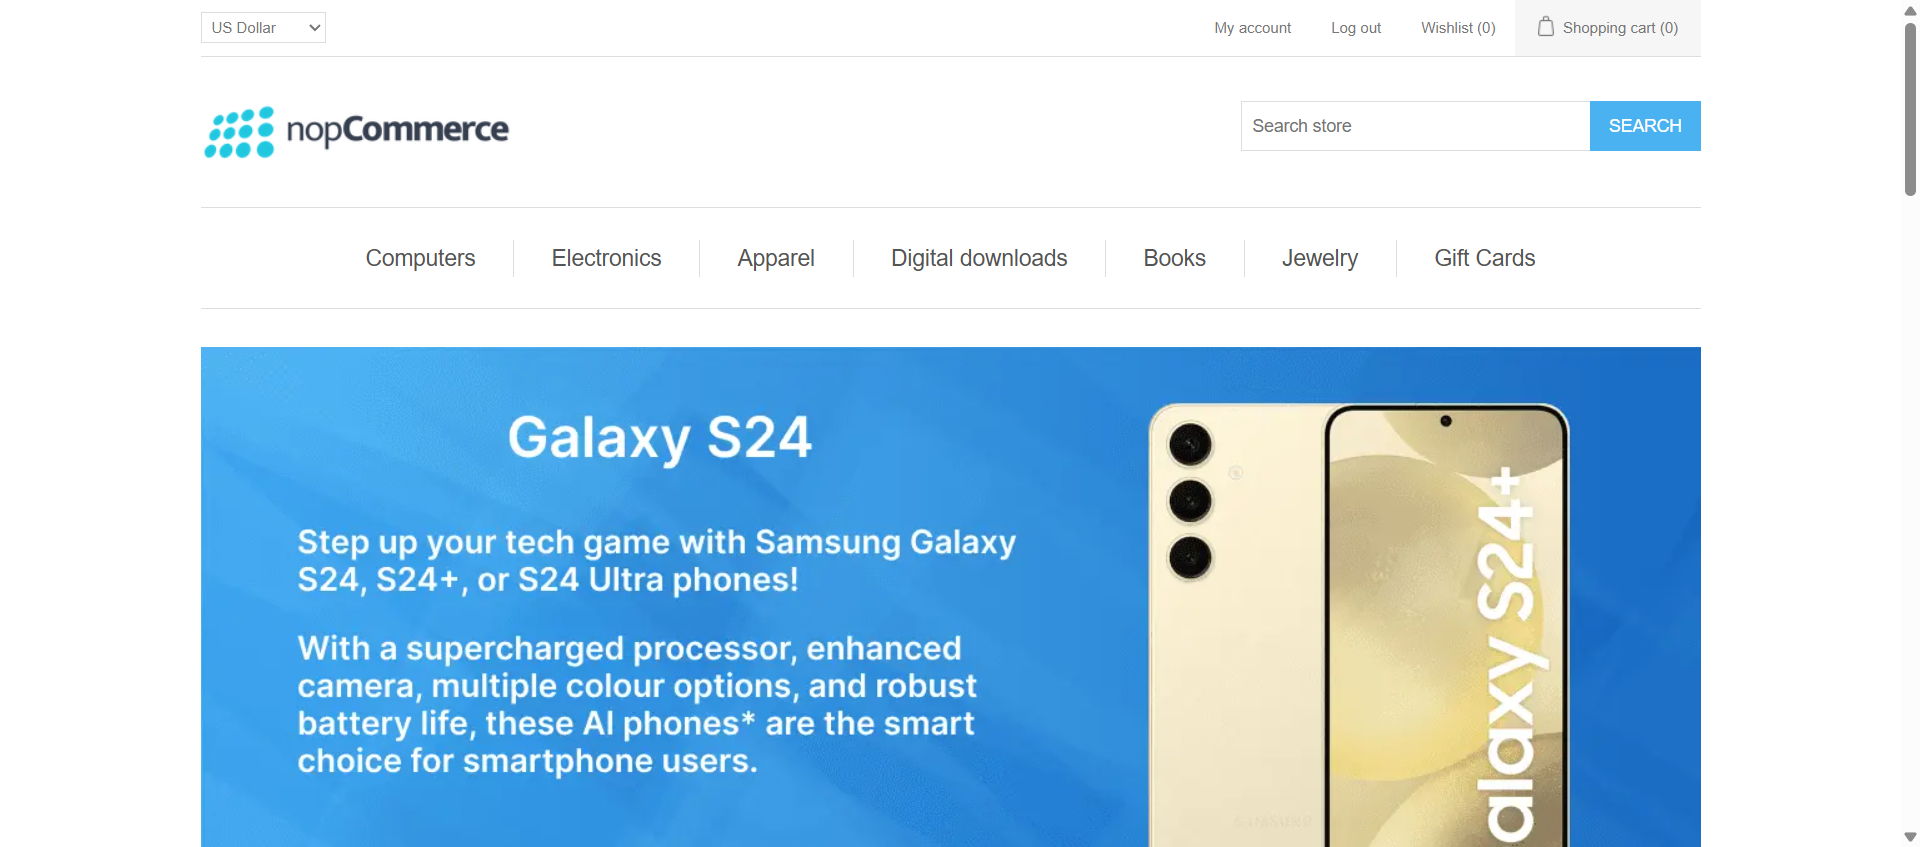 US Dollar
My account
Log out
Wishlist (0)
Shopping cart (0)
nopCommerce
Search store
SEARCH
Computers
Electronics
Apparel
Digital downloads
Books
Jewelry
Gift Cards
Galaxy S24
Step up your tech game with Samsung Galaxy
S24, S24+, or S24 Ultra phones!
With a supercharged processor, enhanced
camera, multiple colour options, and robust
battery life, these AI phones* are the smart
choice for smartphone users.
alaxy S24+